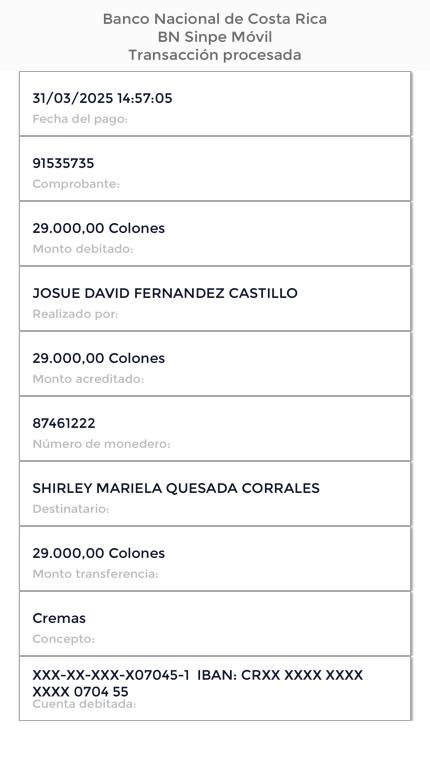 Banco Nacional de Costa Rica
BN Sinpe Móvil
Transacción procesada
31/03/2025 14:57:05
Fecha del pago:
91535735
Comprobante:
29.000,00 Colones
Monto debitado:
JOSUE DAVID FERNANDEZ CASTILLO
Realizado por:
29.000,00 Colones
Monto acreditado:
87461222
Número de monedero:
SHIRLEY MARIELA QUESADA CORRALES
Destinatario:
29.000,00 Colones
Monto transferencia:
Cremas
Concepto:
XXX-XX-XXX-X07045-1 IBAN: CRXX XXXX XXXX
XXXX 0704 55
Cuenta debitada: